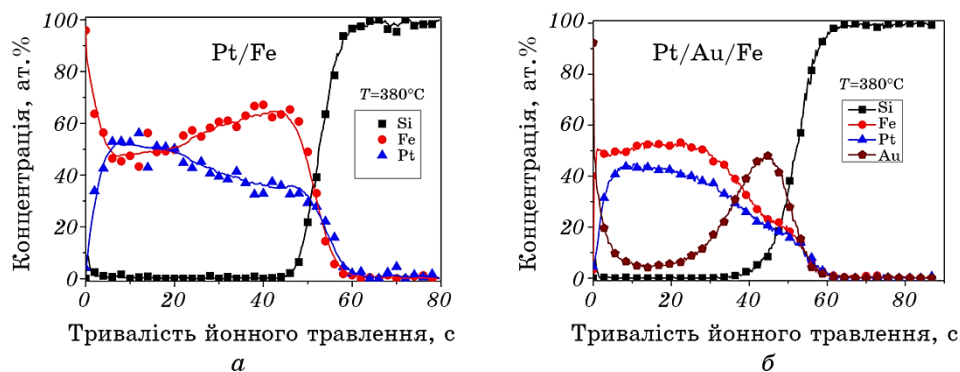 100
80
60
40
20
0
Концентрація, ат.%
Pt/Fe
T=380°C
Si
Fe
Pt
0 20 40 60 80
Тривалість йонного травлення, с
а
100
80
60
40
20
0
Концентрація, ат.%
Pt/Au/Fe
T=380°C
Si
Fe
Pt
Au
0 20 40 60 80
Тривалість йонного травлення, с
б